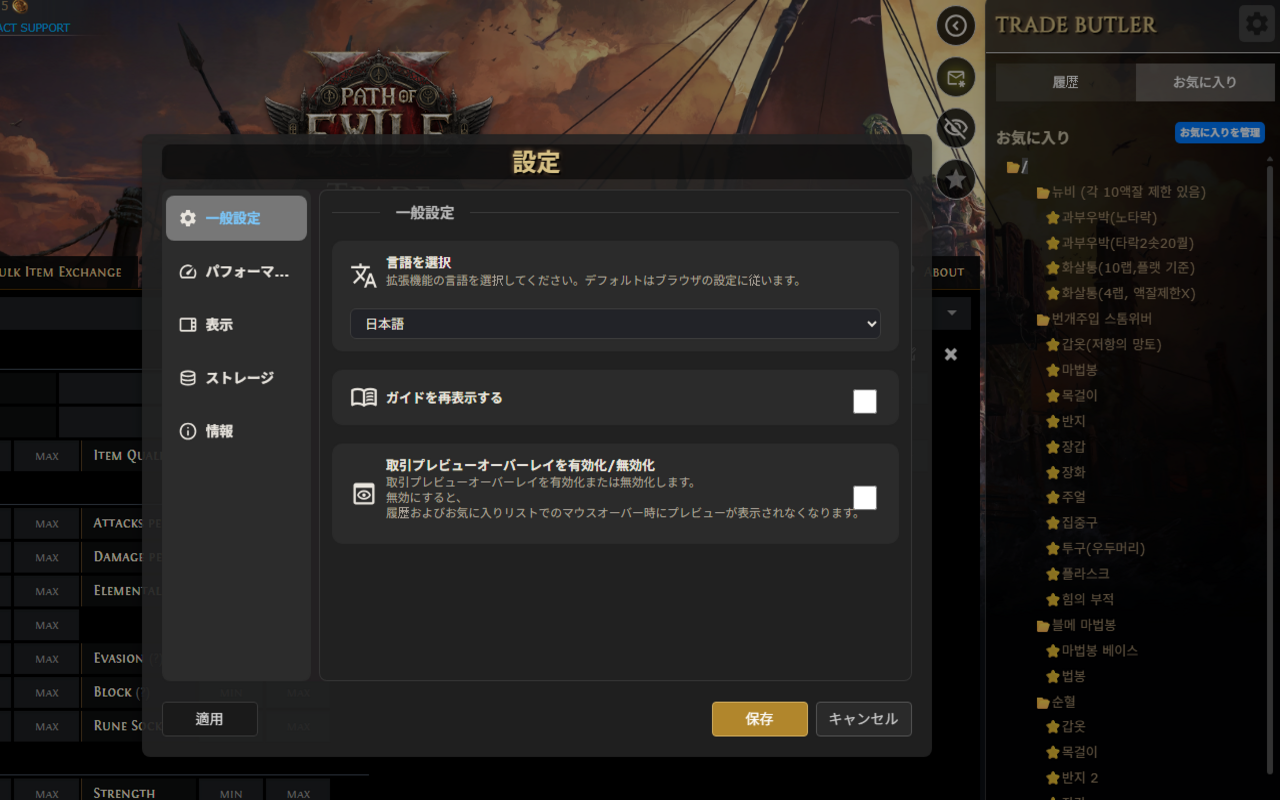 5
ACT SUPPORT
PATH OF
EXILE
TRADE BUTLER
履歴
お気に入り
お気に入り
お気に入りを管理
/
뉴비 (각 10액잘 제한 있음)
과부우박(노타락)
과부우박(타락2솟20퀄)
화살통(10랩,플랫 기준)
화살통(4랩, 액잘제한X)
번개주입 스톰위버
갑옷(저항의 망토)
마법봉
목걸이
반지
장갑
장화
주얼
집중구
투구(우두머리)
플라스크
힘의 부적
블메 마법봉
마법봉 베이스
법봉
순혈
갑옷
목걸이
반지 2
設定
一般設定
パフォーマ...
表示
ストレージ
情報
一般設定
言語を選択
拡張機能の言語を選択してください。デフォルトはブラウザの設定に従います。
日本語
ガイドを再表示する
取引プレビューオーバーレイを有効化/無効化
取引プレビューオーバーレイを有効化または無効化します。
無効にすると、
履歴およびお気に入りリストでのマウスオーバー時にプレビューが表示されなくなります。
適用
保存
キャンセル
ULK ITEM EXCHANGE
BOUT
MAX
ITEM QUAL
MAX
ATTACKS PE
MAX
DAMAGE PE
MAX
ELEMENTAL
MAX
MAX
EVASION
MAX
BLOCK (?)
MIN
MAX
MAX
RUNE SOCK
MAX
MAX
STRENGTH
MIN
MAX